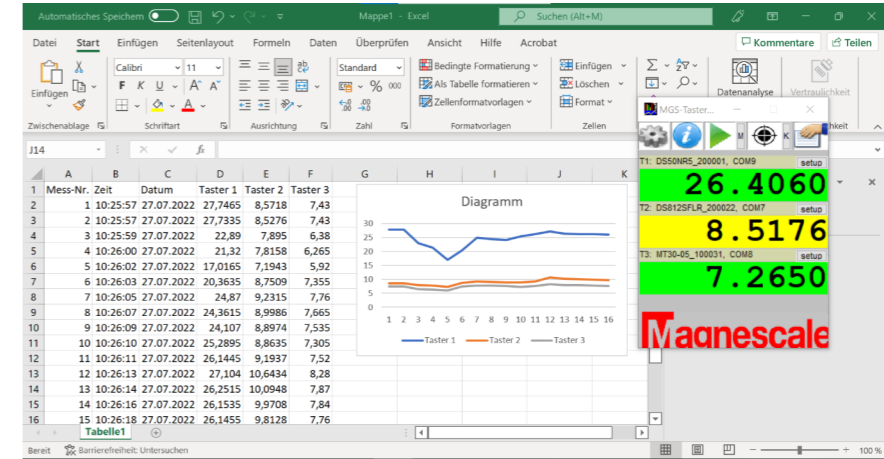 Automatisches Speichern Mappe1 - Excel Suchen (Alt+M)
Datei Start Einfügen Seitenlayout Formeln Daten Überprüfen Ansicht Hilfe Acrobat Kommentare Teilen
Einfügen
Calibri 11
F K U A A
A
ab
Standard
% 000
Bedingte Formatierung
Als Tabelle formatieren
Zellenformatvorlagen
Einfügen
Löschen
Format
Datenanalyse
Vertraulichkeit
Zwischenablage Schriftart Ausrichtung Zahl Formatvorlagen Zellen
J14 fx
A B C D E F G H I J K
1 Mess-Nr. Zeit Datum Taster 1 Taster 2 Taster 3
2 1 10:25:57 27.07.2022 27,7465 8,5718 7,43
3 2 10:25:57 27.07.2022 27,7335 8,5276 7,43
4 3 10:25:59 27.07.2022 22,89 7,895 6,38
5 4 10:26:00 27.07.2022 21,32 7,8158 6,265
6 5 10:26:02 27.07.2022 17,0165 7,1943 5,92
7 6 10:26:03 27.07.2022 20,3635 8,7509 7,355
8 7 10:26:05 27.07.2022 24,87 9,2315 7,76
9 8 10:26:07 27.07.2022 24,3615 8,9986 7,665
10 9 10:26:09 27.07.2022 24,107 8,8974 7,535
11 10 10:26:10 27.07.2022 25,2895 8,8635 7,305
12 11 10:26:11 27.07.2022 26,1445 9,1937 7,52
13 12 10:26:13 27.07.2022 27,104 10,6434 8,28
14 13 10:26:14 27.07.2022 26,2515 10,0948 7,87
15 14 10:26:16 27.07.2022 26,1535 9,9708 7,84
16 15 10:26:18 27.07.2022 26,1455 9,8128 7,76
Diagramm
30
25
20
15
10
5
0
1 2 3 4 5 6 7 8 9 10 11 12 13 14 15 16
Taster 1 Taster 2 Taster 3
MGS-Taster...
M K
T1: DS50NR5_200001, COM9 setup
26.4060
T2: DS812SFLR_200022, COM7 setup
8.5176
T3: MT30-05_100031, COM8 setup
7.2650
Magnescale
Tabelle1
Bereit Barrierefreiheit: Untersuchen 100 %